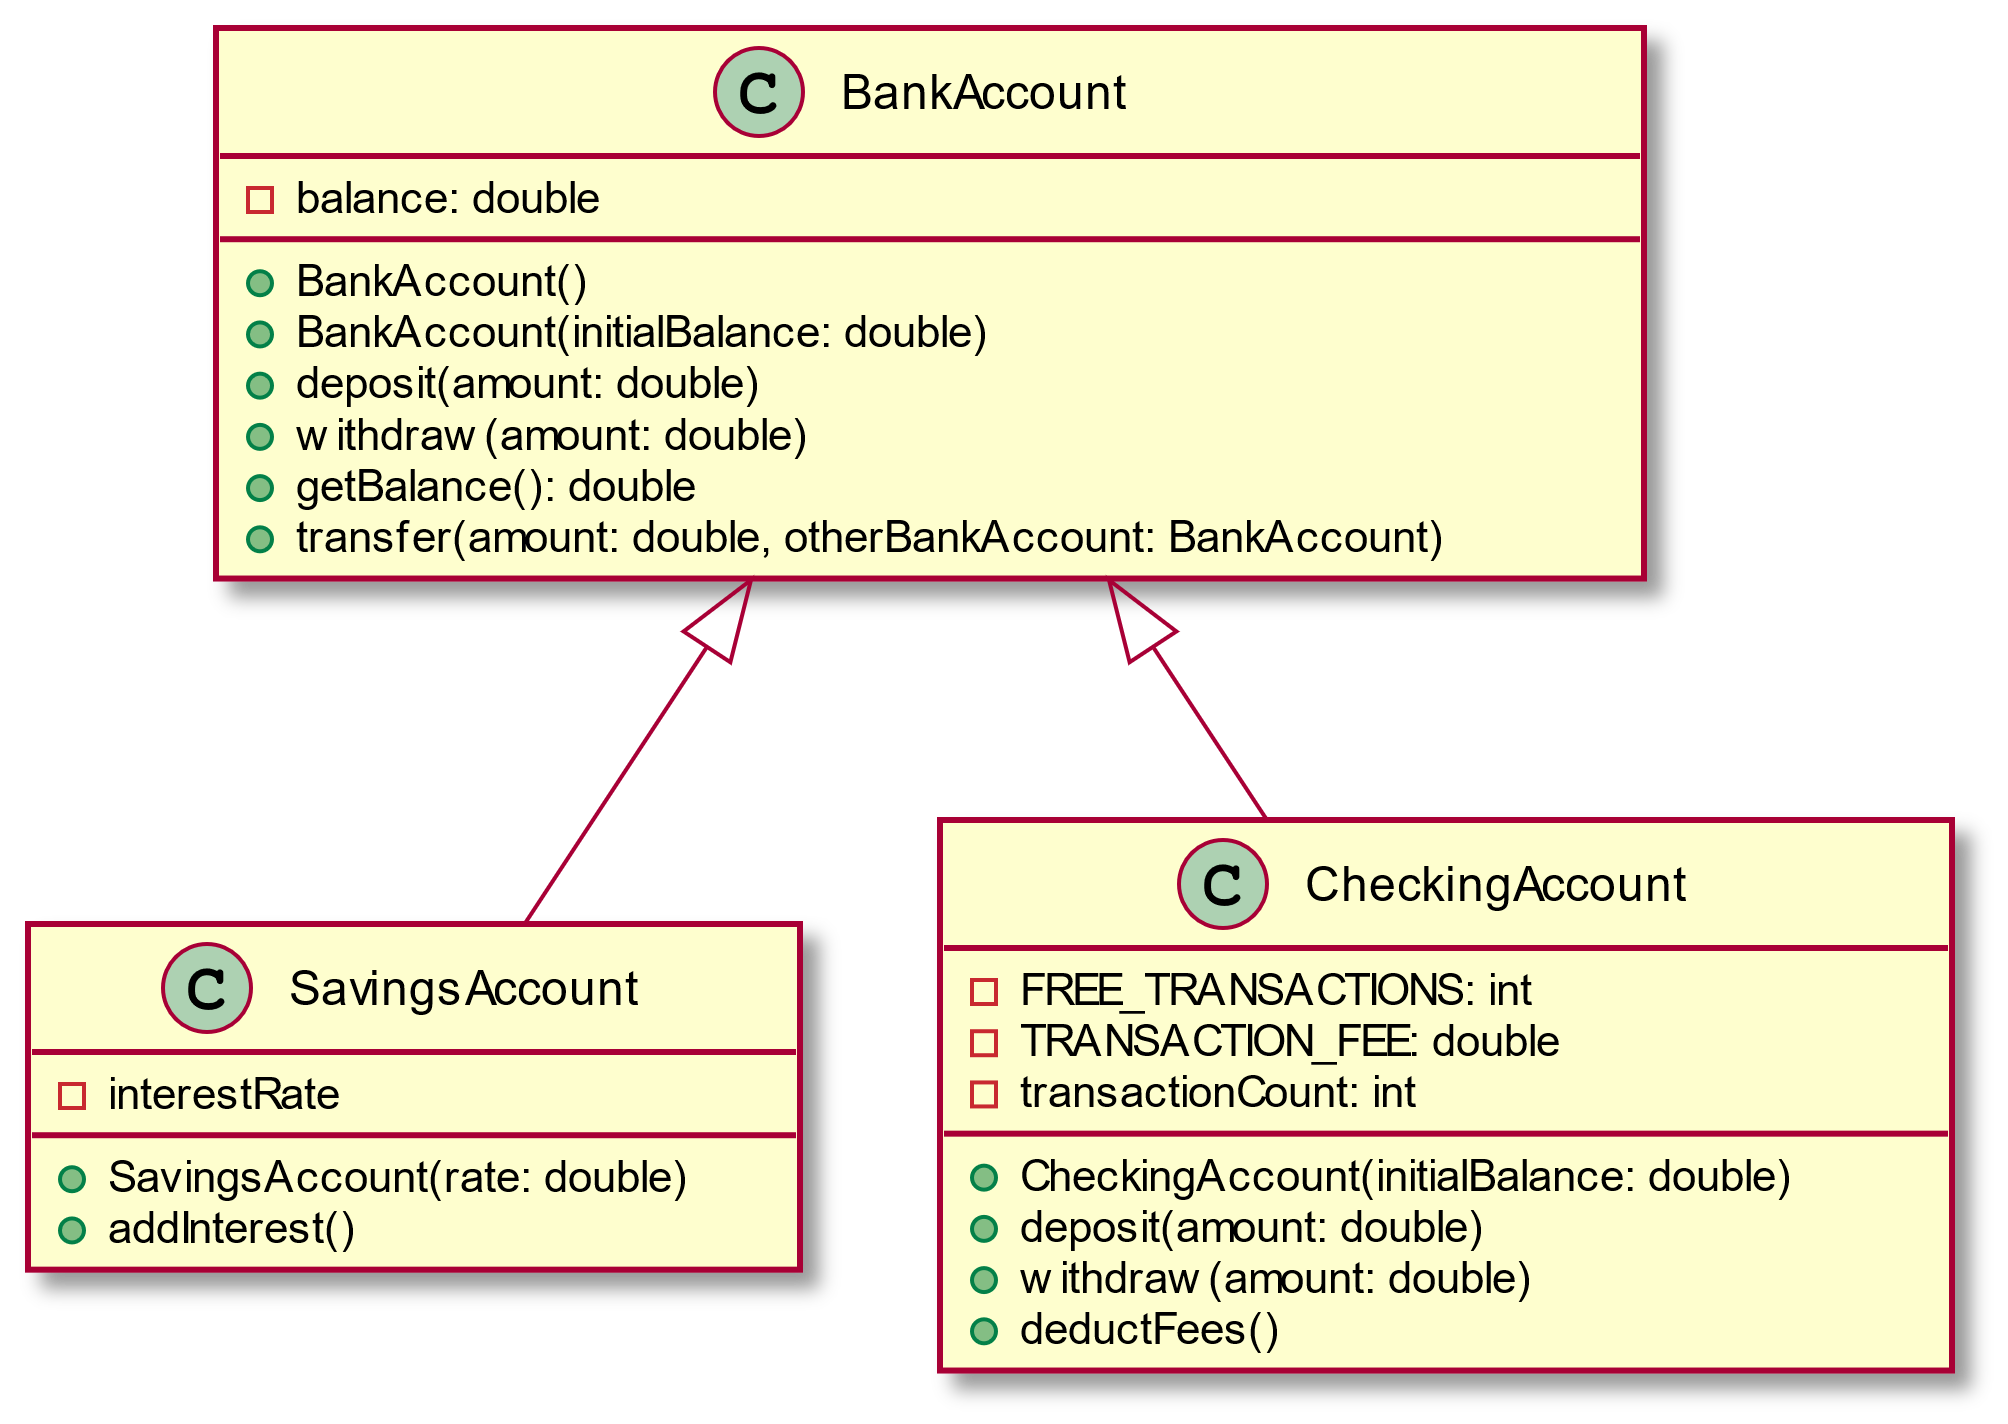 C BankAccount
balance: double
BankAccount()
BankAccount(initialBalance: double)
deposit(amount: double)
withdraw(amount: double)
getBalance(): double
transfer(amount: double, otherBankAccount: BankAccount)
C SavingsAccount
interestRate
SavingsAccount(rate: double)
addInterest()
C CheckingAccount
FREE_TRANSACTIONS: int
TRANSACTION_FEE: double
transactionCount: int
CheckingAccount(initialBalance: double)
deposit(amount: double)
withdraw(amount: double)
deductFees()